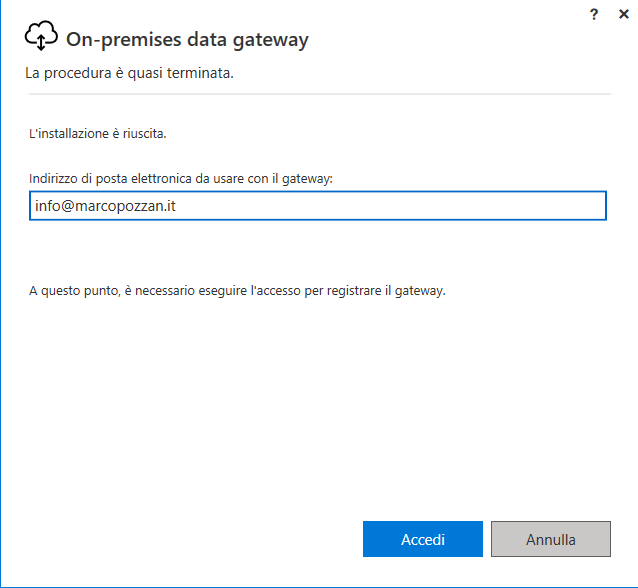 ?
On-premises data gateway
La procedura è quasi terminata.
L'installazione è riuscita.
Indirizzo di posta elettronica da usare con il gateway:
info@marcopozzan.it
A questo punto, è necessario eseguire l'accesso per registrare il gateway.
Accedi
Annulla